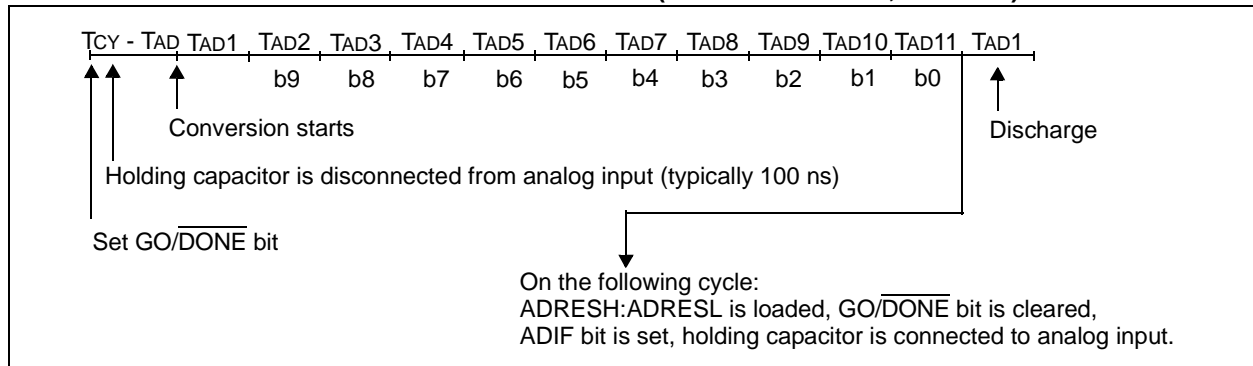 TCY - TAD TAD1 TAD2 TAD3 TAD4 TAD5 TAD6 TAD7 TAD8 TAD9 TAD10 TAD11 TAD1
b9 b8 b7 b6 b5 b4 b3 b2 b1 b0
Conversion starts
Discharge
Holding capacitor is disconnected from analog input (typically 100 ns)
Set GO/DONE bit
On the following cycle:
ADRESH:ADRESL is loaded, GO/DONE bit is cleared,
ADIF bit is set, holding capacitor is connected to analog input.